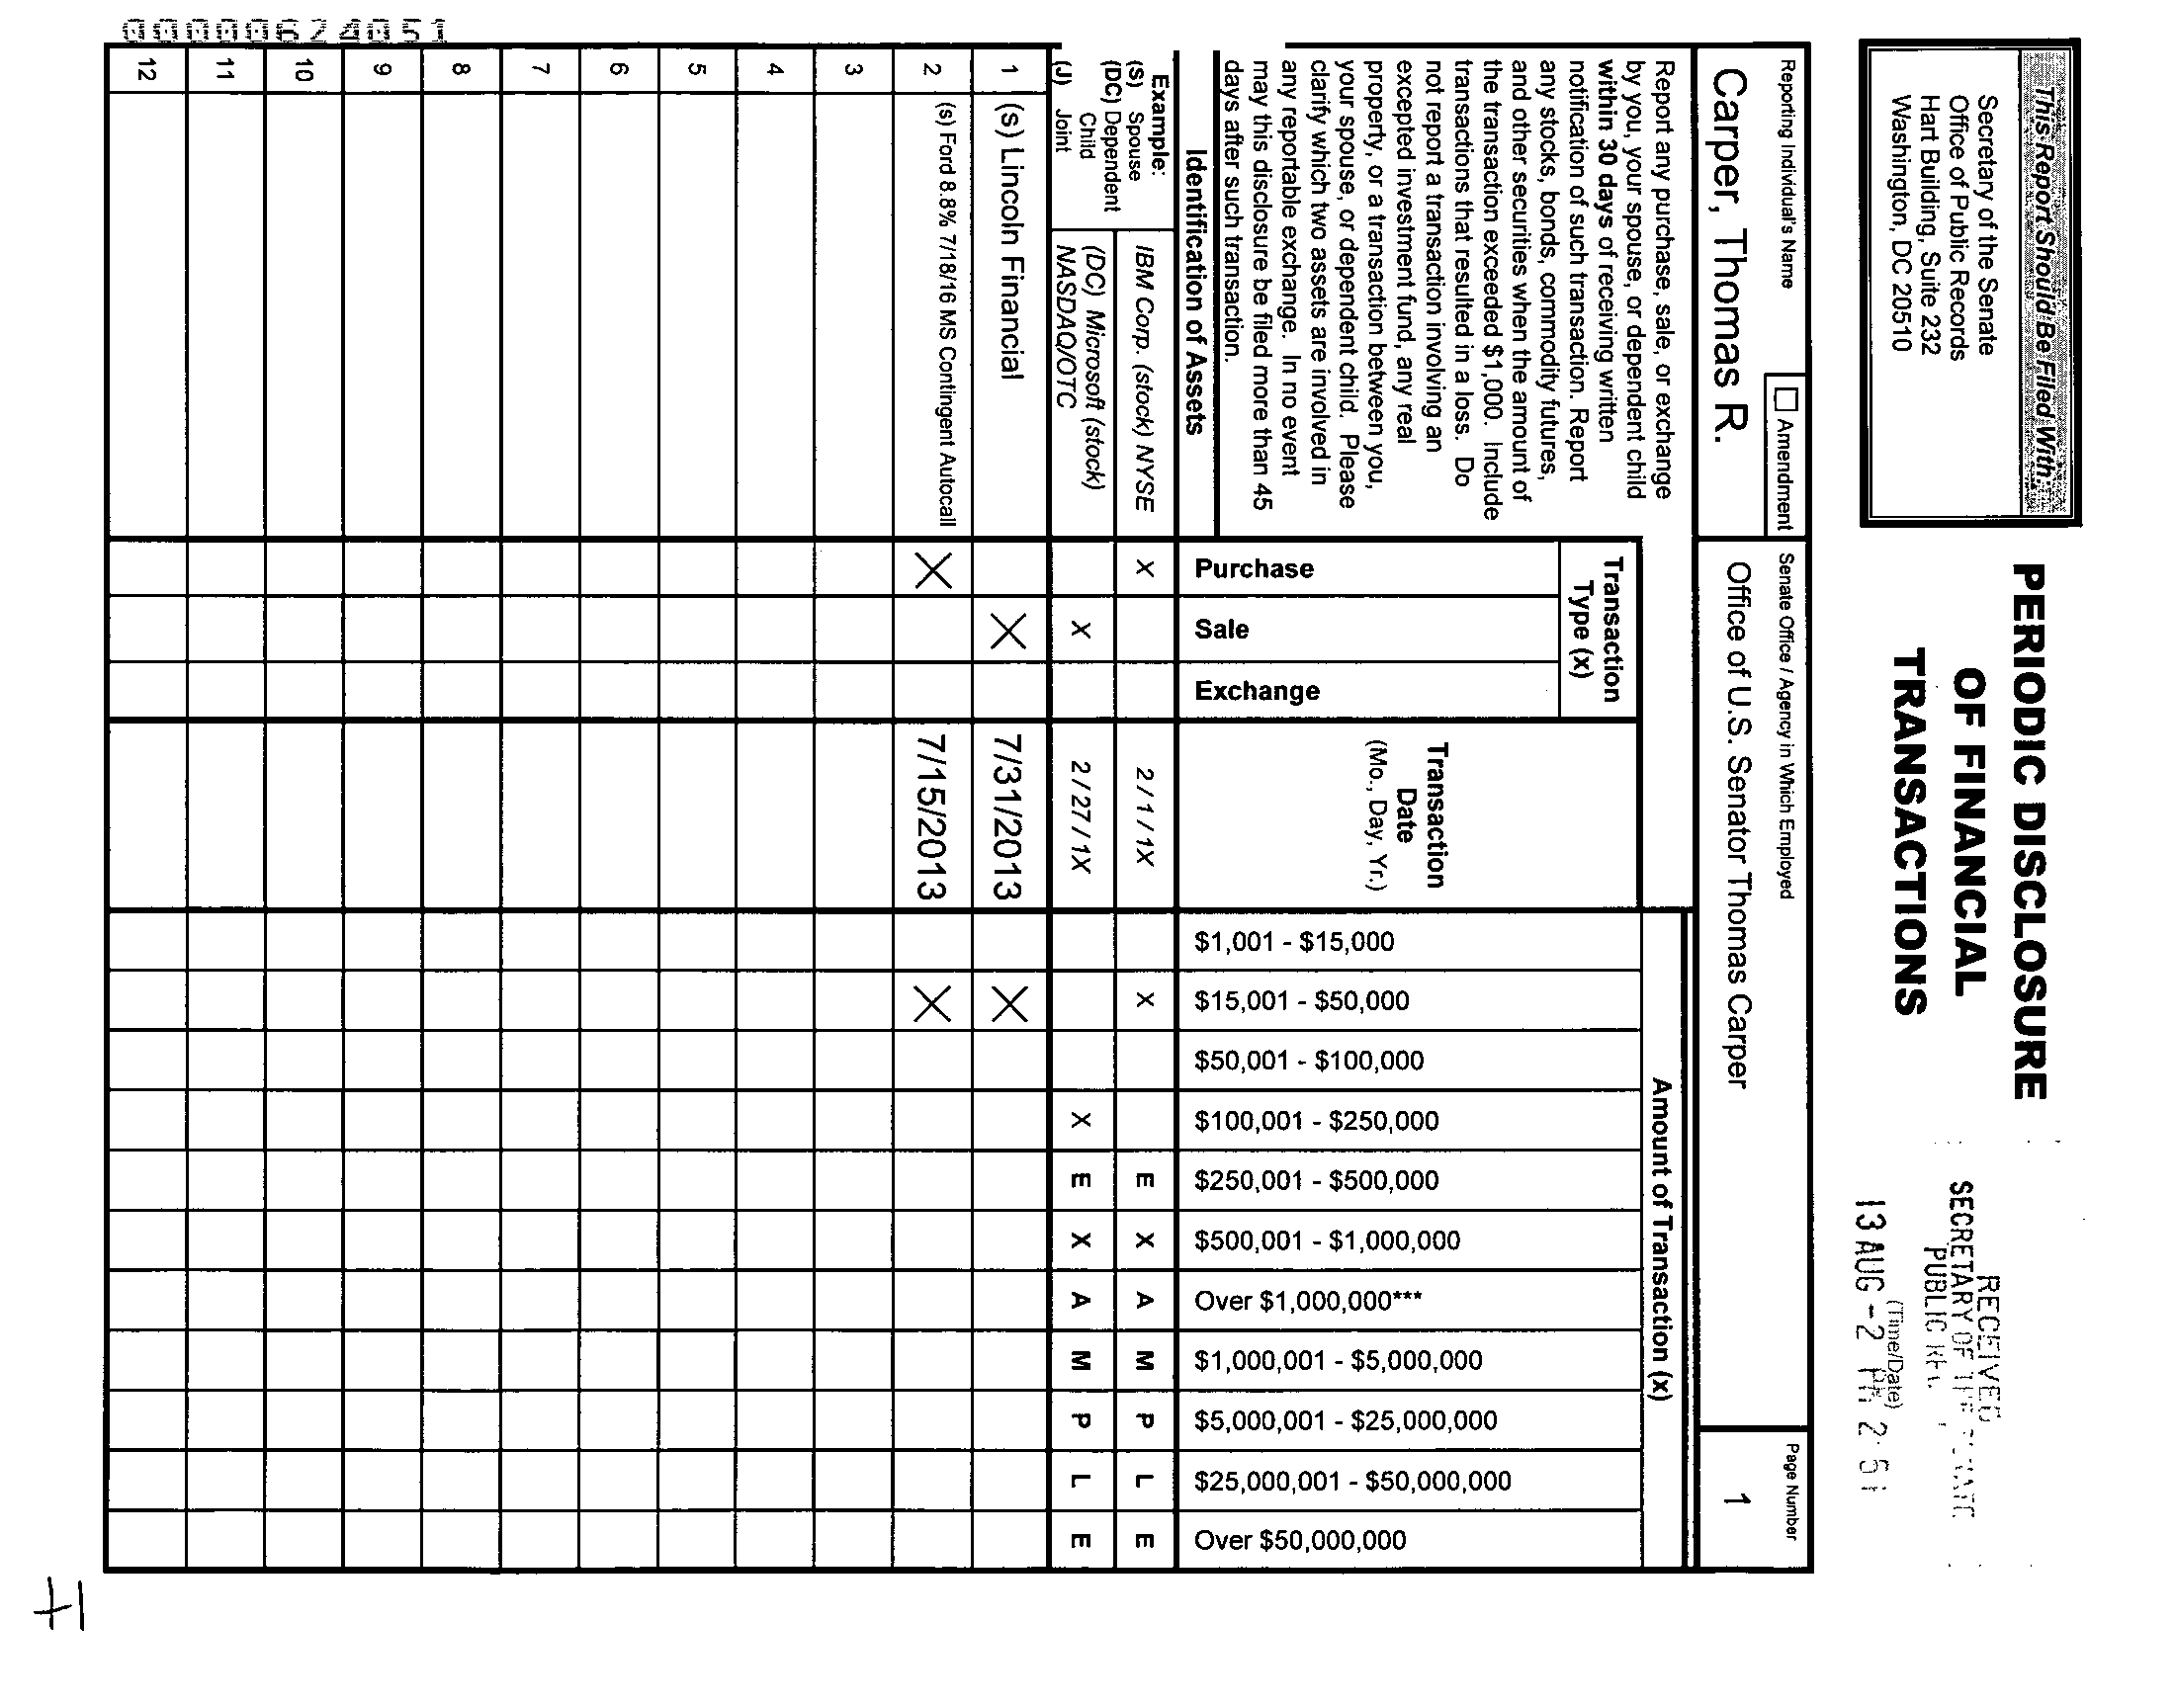 This Report Should Be Filed With:
Secretary of the Senate
Office of Public Records
Hart Building, Suite 232
Washington, DC 20510
PERIODIC DISCLOSURE
OF FINANCIAL
TRANSACTIONS
RECEIVED
SECRETARY OF THE
PUBLIC
(Time/Date)
13 AUG -2 PM 2:51
Reporting Individual's Name
Amendment
Carper, Thomas R.
Senate Office / Agency in Which Employed
Office of U.S. Senator Thomas Carper
Page Number
1
Report any purchase, sale, or exchange
by you, your spouse, or dependent child
within 30 days of receiving written
notification of such transaction. Report
any stocks, bonds, commodity futures,
and other securities when the amount of
the transaction exceeded $1,000. Include
transactions that resulted in a loss. Do
not report a transaction involving an
excepted investment fund, any real
property, or a transaction between you,
your spouse, or dependent child. Please
clarify which two assets are involved in
any reportable exchange. In no event
may this disclosure be filed more than 45
days after such transaction.
Identification of Assets
Transaction
Type (x)
Purchase
Sale
Exchange
Transaction
Date
(Mo., Day, Yr.)
Amount of Transaction (x)
$1,001 - $15,000
$15,001 - $50,000
$50,001 - $100,000
$100,001 - $250,000
$250,001 - $500,000
$500,001 - $1,000,000
Over $1,000,000***
$1,000,001 - $5,000,000
$5,000,001 - $25,000,000
$25,000,001 - $50,000,000
Over $50,000,000
Example:
(S) Spouse
(DC) Dependent
Child
(J) Joint
IBM Corp. (stock) NYSE X 2 / 1 / 1X X E X A M P L E
(DC) Microsoft (stock)
NASDAQ/OTC X 2 / 27 / 1X X E X A M P L E
1 (s) Lincoln Financial X 7/31/2013 X
2 (s) Ford 8.8% 7/18/16 MS Contingent Autocall X 7/15/2013 X
3
4
5
6
7
8
9
10
11
12
00000624051